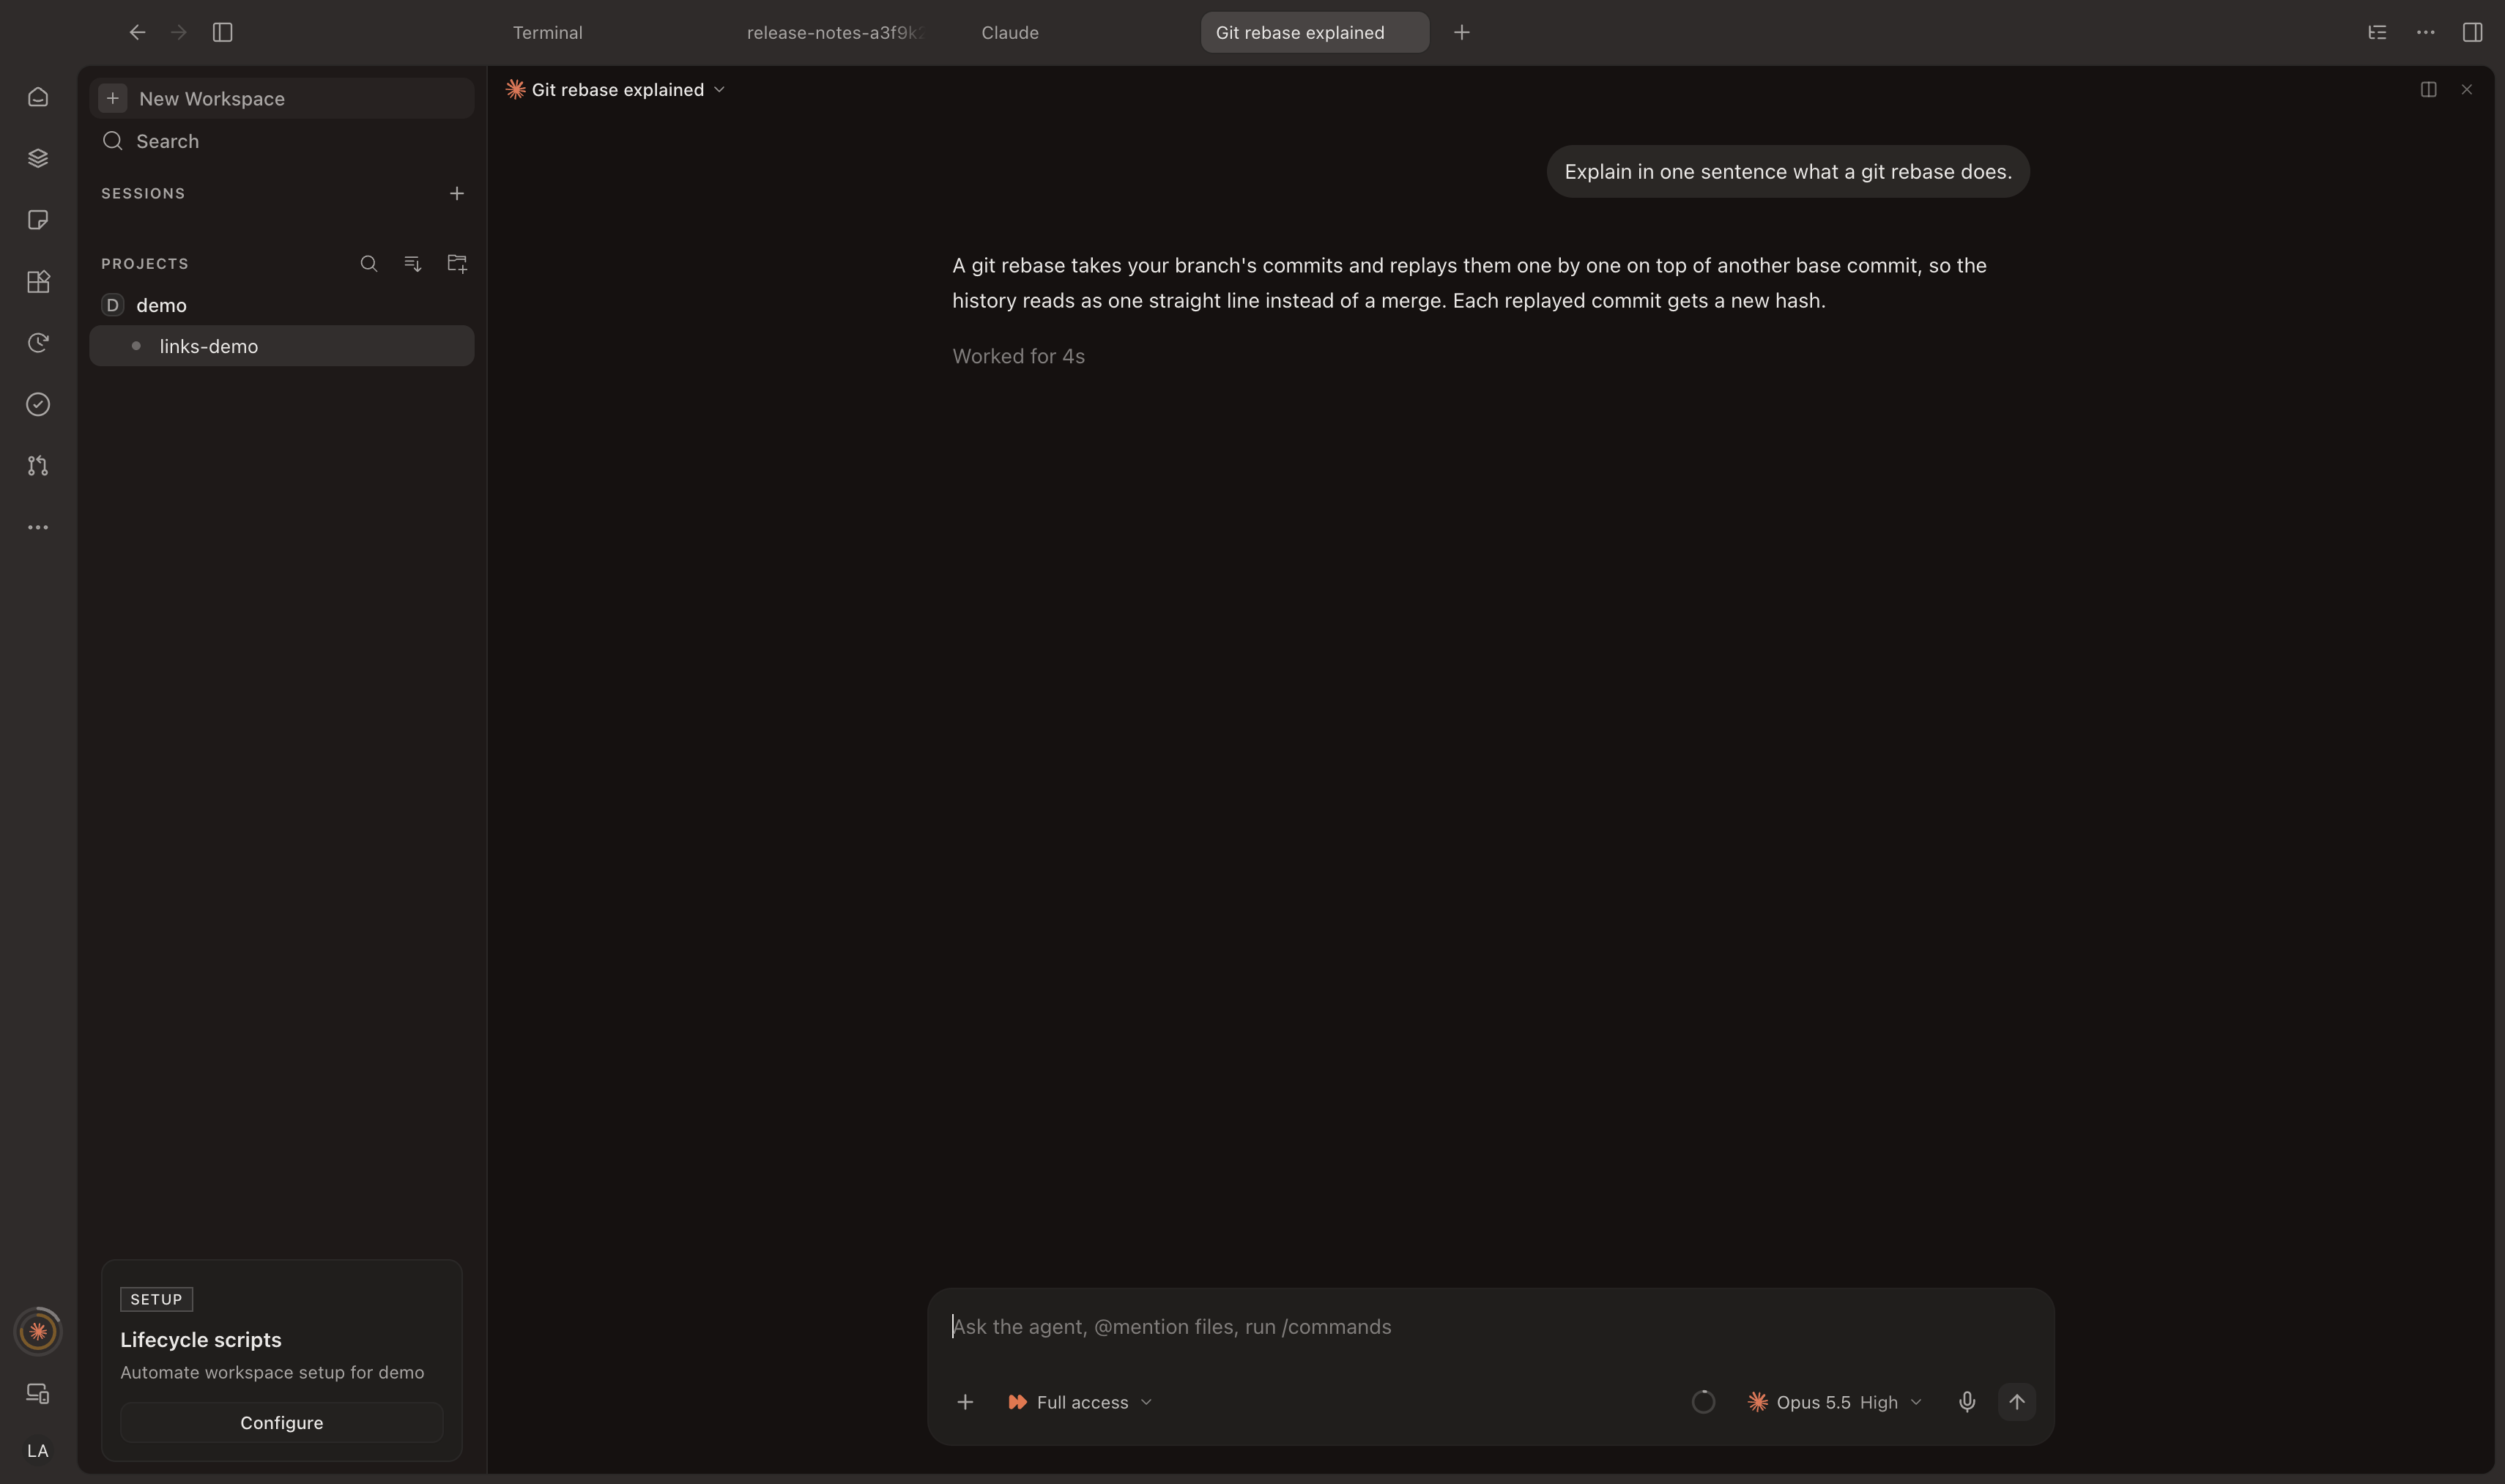 Terminal
release-notes-a3f9k
Claude
Git rebase explained
New Workspace
Search
SESSIONS
PROJECTS
D demo
links-demo
SETUP
Lifecycle scripts
Automate workspace setup for demo
Configure
LA
Git rebase explained
Explain in one sentence what a git rebase does.
A git rebase takes your branch's commits and replays them one by one on top of another base commit, so the
history reads as one straight line instead of a merge. Each replayed commit gets a new hash.
Worked for 4s
Ask the agent, @mention files, run /commands
Full access
Opus 5.5 High